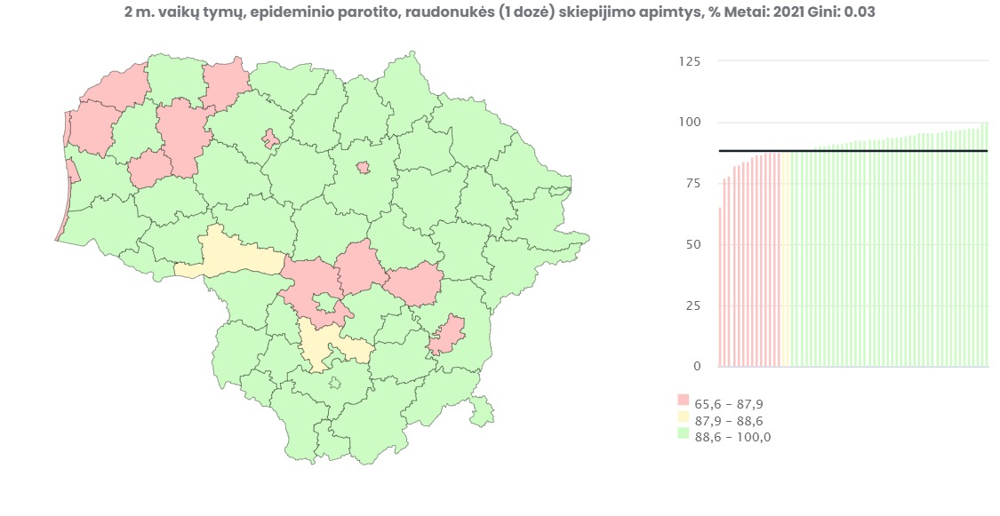 2 m. vaikų tymų, epideminio parotito, raudonukės (1 dozė) skiepijimo apimtys, % Metai: 2021 Gini: 0.03
125
100
75
50
25
0
65,6 – 87,9
87,9 – 88,6
88,6 – 100,0